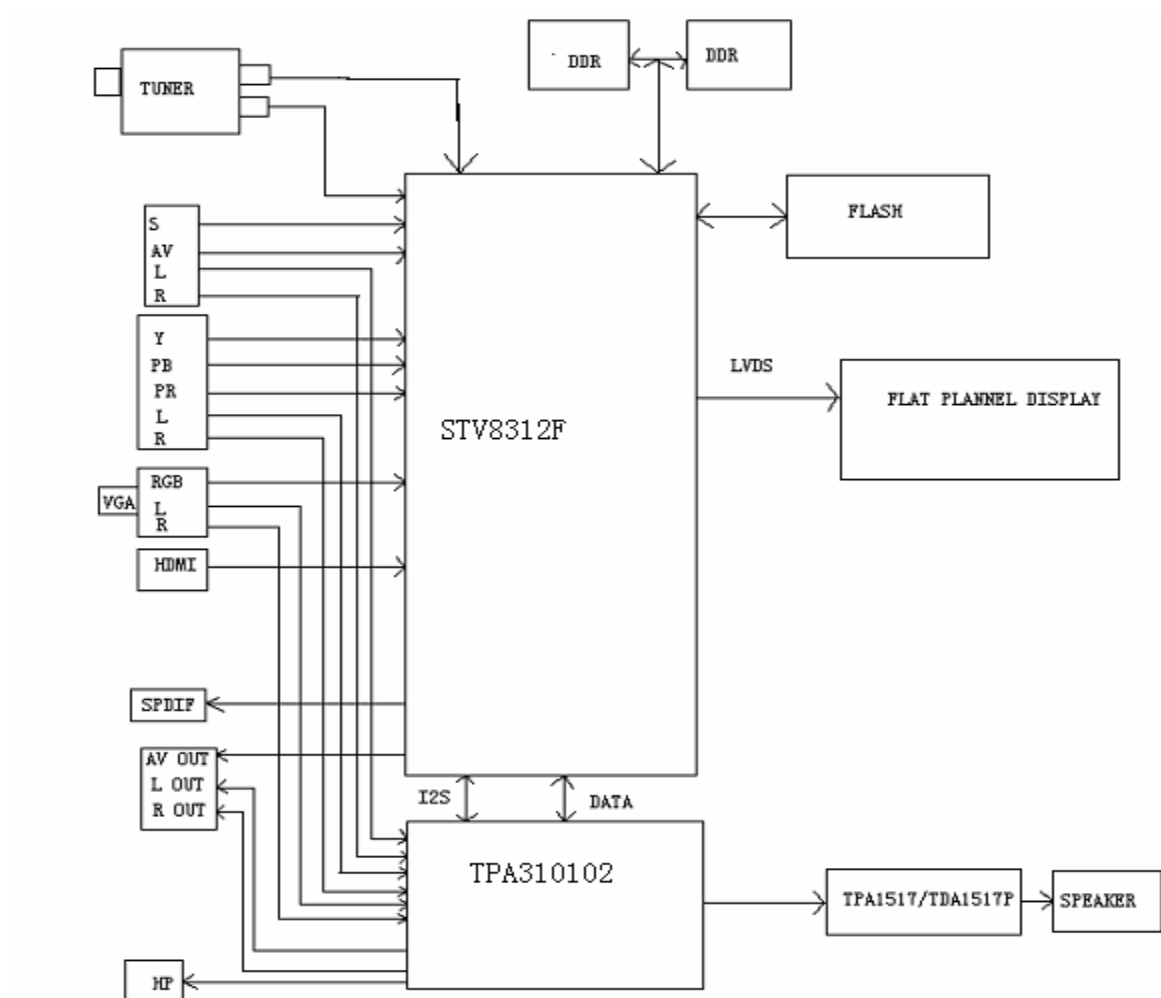 TUNER
DDR
DDR
FLASH
S
AV
L
R
Y
PB
PR
L
R
LVDS
FLAT PLANNEL DISPLAY
STV8312F
VGA
RGB
L
R
HDMI
SPDIF
AV OUT
L OUT
R OUT
I2S
DATA
TPA310102
TPA1517/TDA1517P
SPEAKER
HP